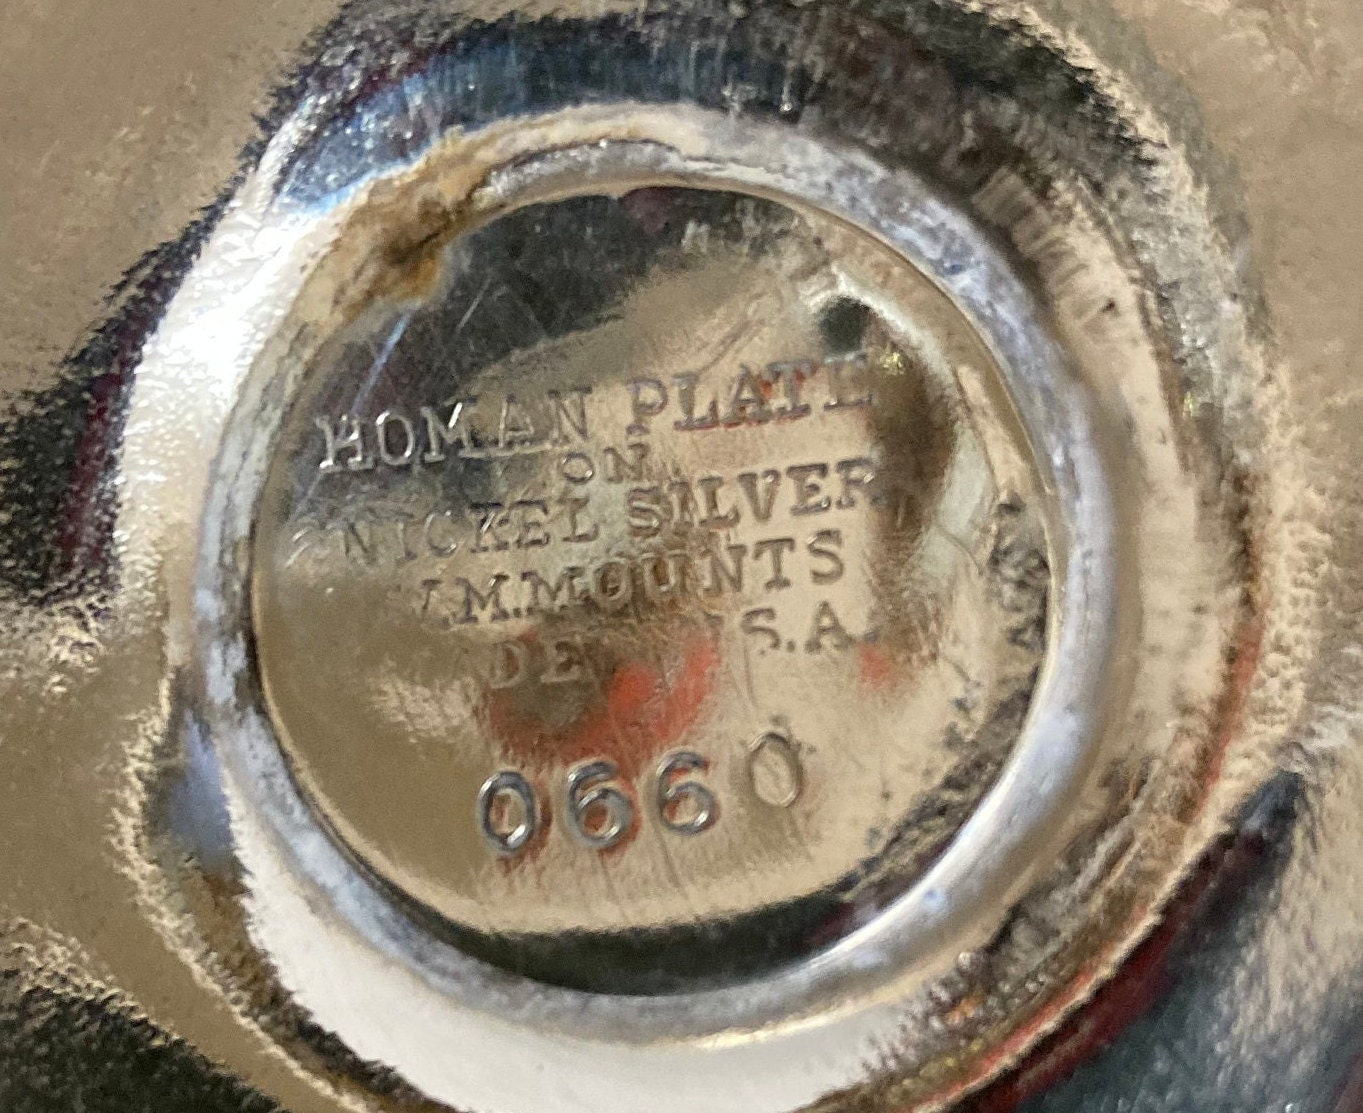 HOMAN PLATE
ON
NICKEL SILVER
W.M.MOUNTS
S.A.
0660